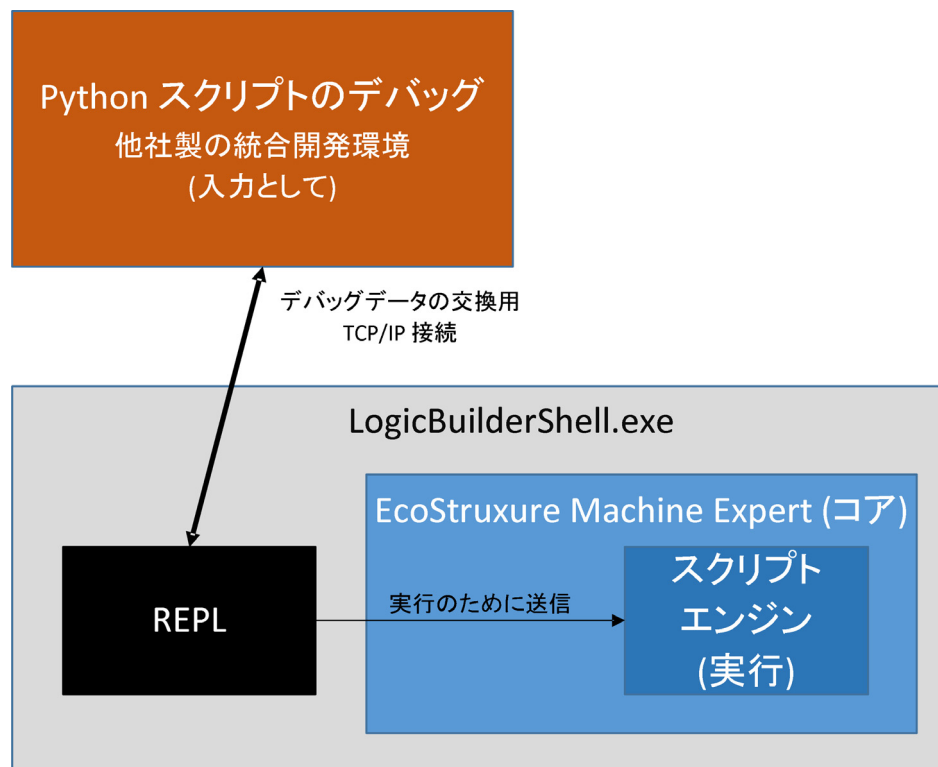 Python スクリプトのデバッグ
他社製の統合開発環境
(入力として)
デバッグデータの交換用
TCP/IP 接続
LogicBuilderShell.exe
EcoStruxure Machine Expert (コア)
REPL
実行のために送信
スクリプト
エンジン
(実行)